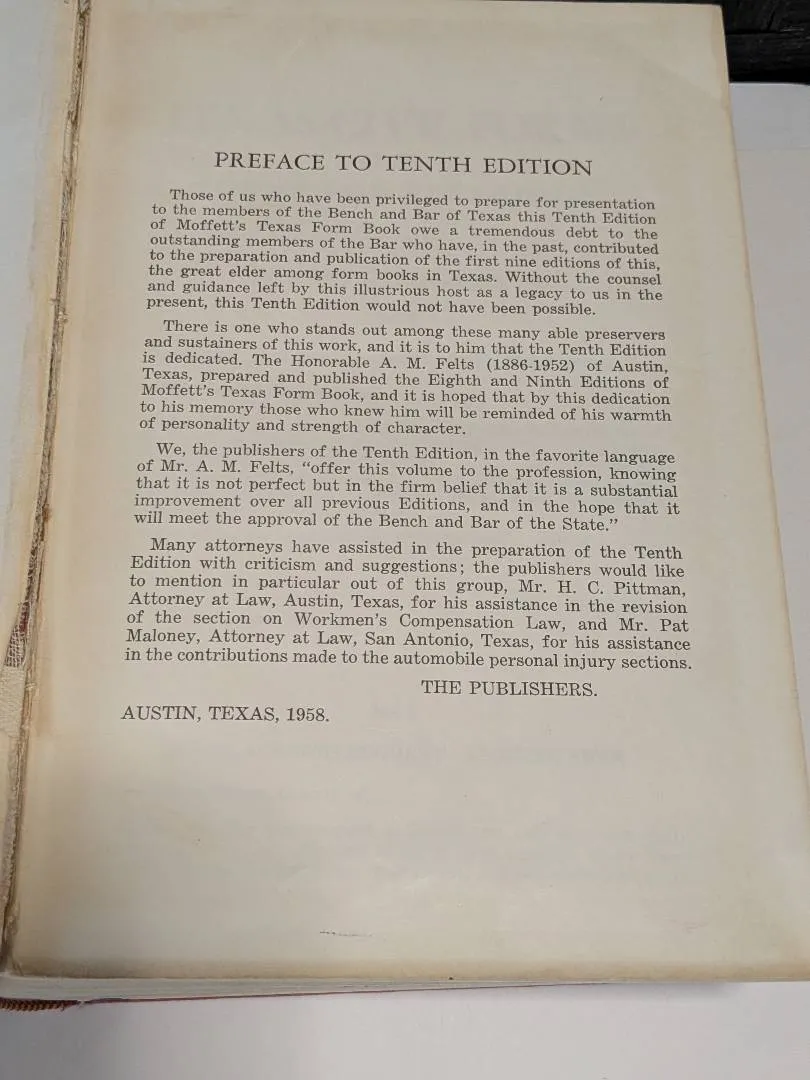 PREFACE TO TENTH EDITION
Those of us who have been privileged to prepare for presentation
to the members of the Bench and Bar of Texas this Tenth Edition
of Moffett's Texas Form Book owe a tremendous debt to the
outstanding members of the Bar who have, in the past, contributed
to the preparation and publication of the first nine editions of this,
the great elder among form books in Texas. Without the counsel
and guidance left by this illustrious host as a legacy to us in the
present, this Tenth Edition would not have been possible.
There is one who stands out among these many able preservers
and sustainers of this work, and it is to him that the Tenth Edition
is dedicated. The Honorable A. M. Felts (1886-1952) of Austin,
Texas, prepared and published the Eighth and Ninth Editions of
Moffett's Texas Form Book, and it is hoped that by this dedication
to his memory those who knew him will be reminded of his warmth
of personality and strength of character.
We, the publishers of the Tenth Edition, in the favorite language
of Mr. A. M. Felts, "offer this volume to the profession, knowing
that it is not perfect but in the firm belief that it is a substantial
improvement over all previous Editions, and in the hope that it
will meet the approval of the Bench and Bar of the State."
Many attorneys have assisted in the preparation of the Tenth
Edition with criticism and suggestions; the publishers would like
to mention in particular out of this group, Mr. H. C. Pittman,
Attorney at Law, Austin, Texas, for his assistance in the revision
of the section on Workmen's Compensation Law, and Mr. Pat
Maloney, Attorney at Law, San Antonio, Texas, for his assistance
in the contributions made to the automobile personal injury sections.
THE PUBLISHERS.
AUSTIN, TEXAS, 1958.